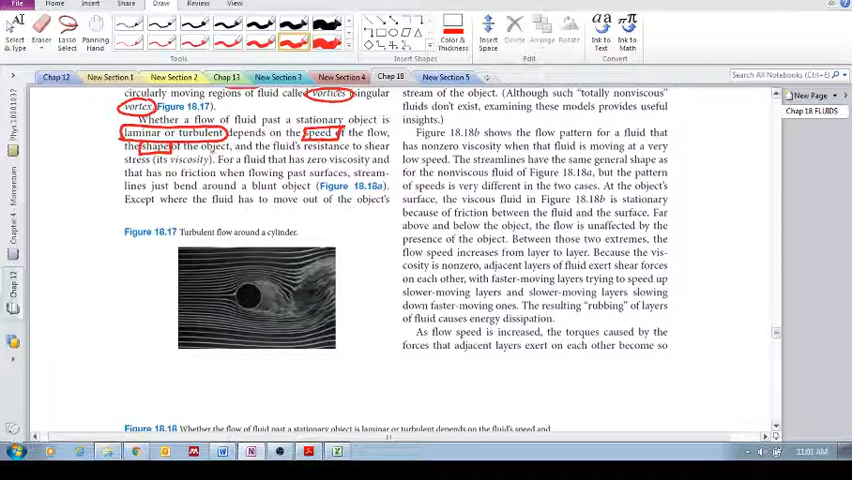 File
Home
Insert
Share
Draw
Review
View
Select
& Type
Eraser
Lasso
Select
Panning
Hand
Tools
Insert Shapes
Color &
Thickness
Insert
Space
Delete
Arrange
Rotate
Edit
Ink to
Text
Ink to
Math
Convert
Chap 12
New Section 1
New Section 2
Chap 13
New Section 3
New Section 4
Chap 18
New Section 5
Search All Notebooks (Ctrl+E)
New Page
Chap 18 FLUIDS
Chapter 4 - Momentum
Chap 12
circularly moving regions of fluid called vortices (singular
vortex, Figure 18.17).
Whether a flow of fluid past a stationary object is
laminar or turbulent depends on the speed of the flow,
the shape of the object, and the fluid's resistance to shear
stress (its viscosity). For a fluid that has zero viscosity and
that has no friction when flowing past surfaces, stream-
lines just bend around a blunt object (Figure 18.18a).
Except where the fluid has to move out of the object's
Figure 18.17 Turbulent flow around a cylinder.
stream of the object. (Although such "totally nonviscous"
fluids don't exist, examining these models provides useful
insights.)
Figure 18.18b shows the flow pattern for a fluid that
has nonzero viscosity when that fluid is moving at a very
low speed. The streamlines have the same general shape as
for the nonviscous fluid of Figure 18.18a, but the pattern
of speeds is very different in the two cases. At the object's
surface, the viscous fluid in Figure 18.18b is stationary
because of friction between the fluid and the surface. Far
above and below the object, the flow is unaffected by the
presence of the object. Between those two extremes, the
flow speed increases from layer to layer. Because the vis-
cosity is nonzero, adjacent layers of fluid exert shear forces
on each other, with faster-moving layers trying to speed up
slower-moving layers and slower-moving layers slowing
down faster-moving ones. The resulting "rubbing" of layers
of fluid causes energy dissipation.
As flow speed is increased, the torques caused by the
forces that adjacent layers exert on each other become so
Figure 18.18 Whether the flow of fluid past a stationary object is laminar or turbulent depends on the fluid's speed and
11:01 AM